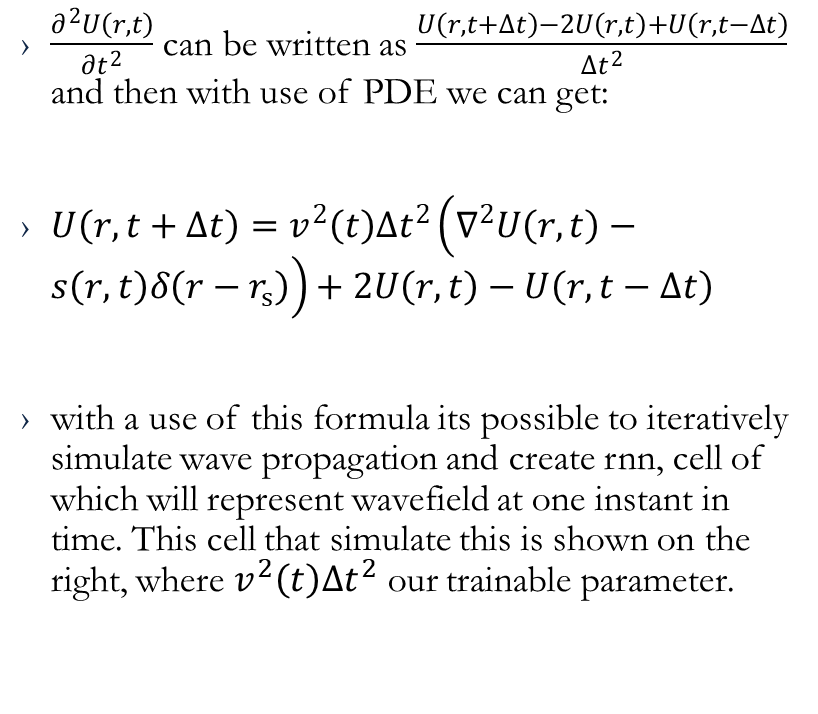 › ∂²U(r,t)/∂t² can be written as U(r,t+Δt)−2U(r,t)+U(r,t−Δt)/Δt²
and then with use of PDE we can get:
› U(r, t + Δt) = v²(t)Δt² (∇²U(r, t) −
s(r, t)δ(r − rₛ)) + 2U(r, t) − U(r, t − Δt)
› with a use of this formula its possible to iteratively
simulate wave propagation and create rnn, cell of
which will represent wavefield at one instant in
time. This cell that simulate this is shown on the
right, where v²(t)Δt² our trainable parameter.